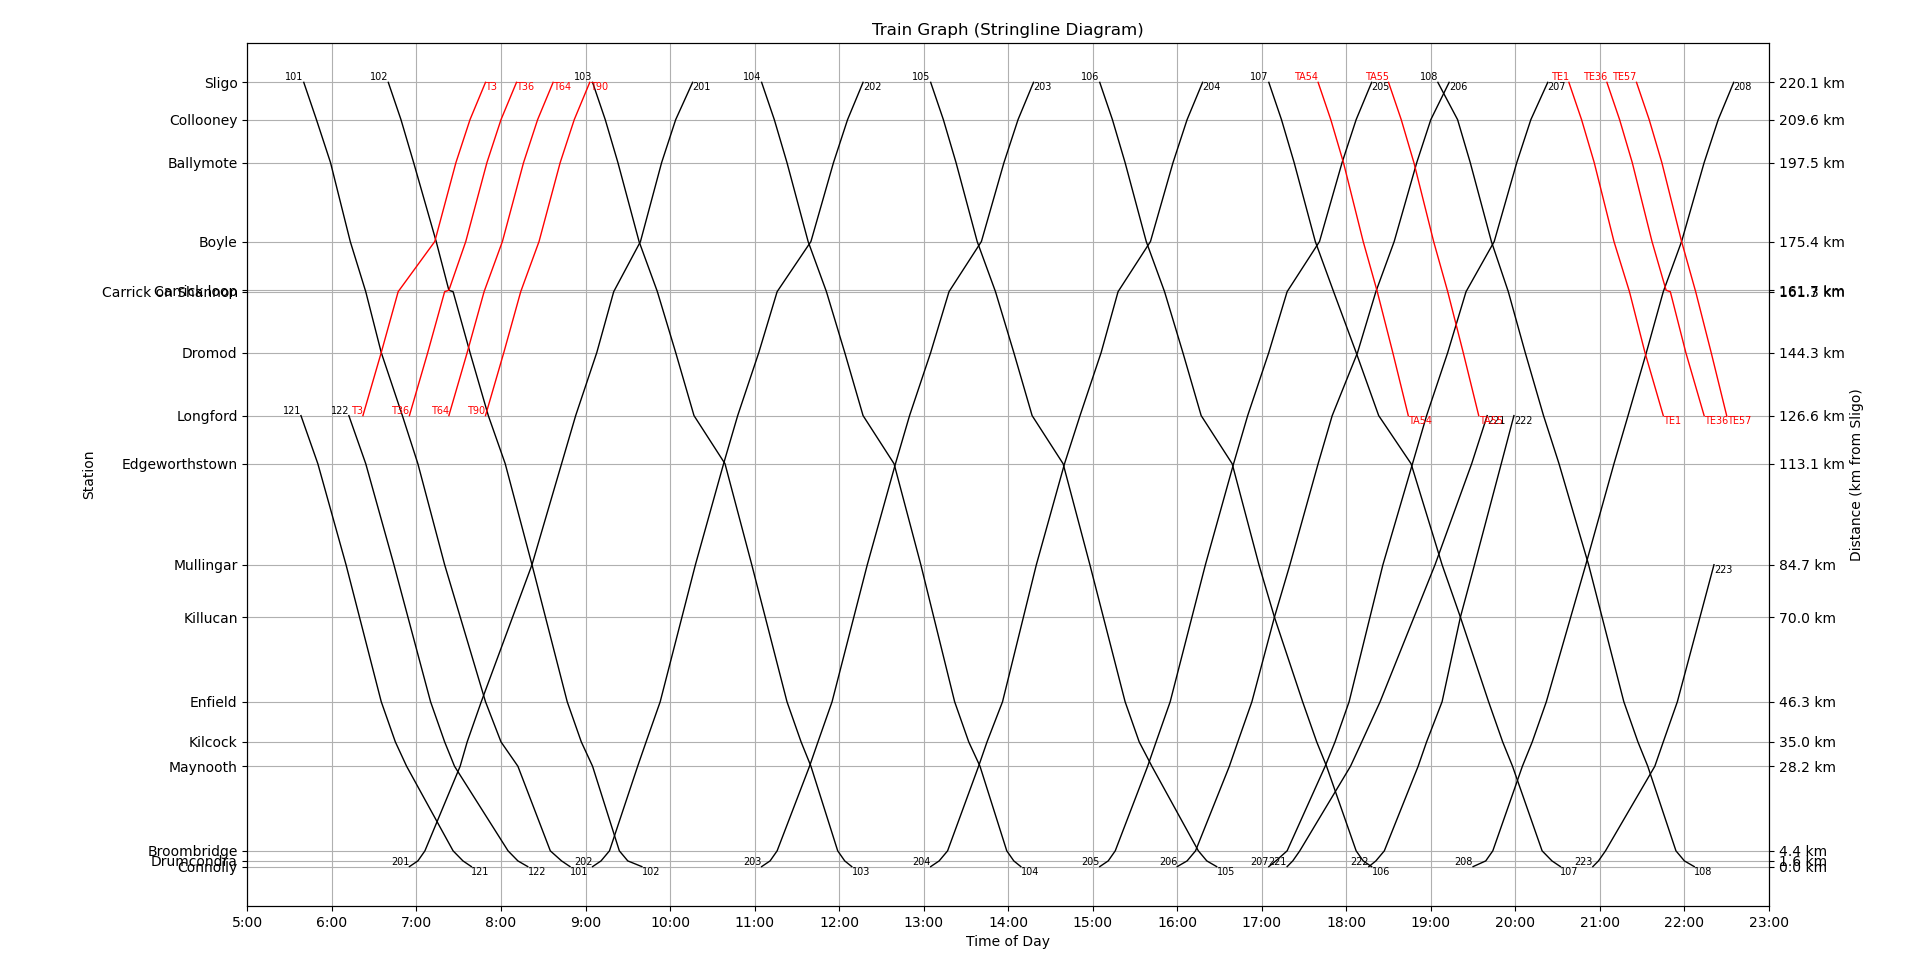 Train Graph (Stringline Diagram)
101 102 103 104 105 106 107 TA54 TA55 108 TE1 TE36 TE57
Sligo 220.1 km
T3 T36 T64 T90 201 202 203 204 205 206 207 208
Collooney 209.6 km
Ballymote 197.5 km
Boyle 175.4 km
Carrick loop 161.7 km
Carrick on Shannon 161.3 km
Dromod 144.3 km
121 122 T3 T36 T64 T90
Longford 126.6 km
TA54 TA55 221 222 TE1 TE36 TE57
Edgeworthstown 113.1 km
Mullingar 84.7 km
223
Killucan 70.0 km
Enfield 46.3 km
Kilcock 35.0 km
Maynooth 28.2 km
Broombridge 4.4 km
Drumcondra 1.6 km
201 202 203 204 205 206 207 221 222 208 223
Connolly 0.0 km
121 122 101 102 103 104 105 106 107 108
5:00 6:00 7:00 8:00 9:00 10:00 11:00 12:00 13:00 14:00 15:00 16:00 17:00 18:00 19:00 20:00 21:00 22:00 23:00
Time of Day
Station
Distance (km from Sligo)